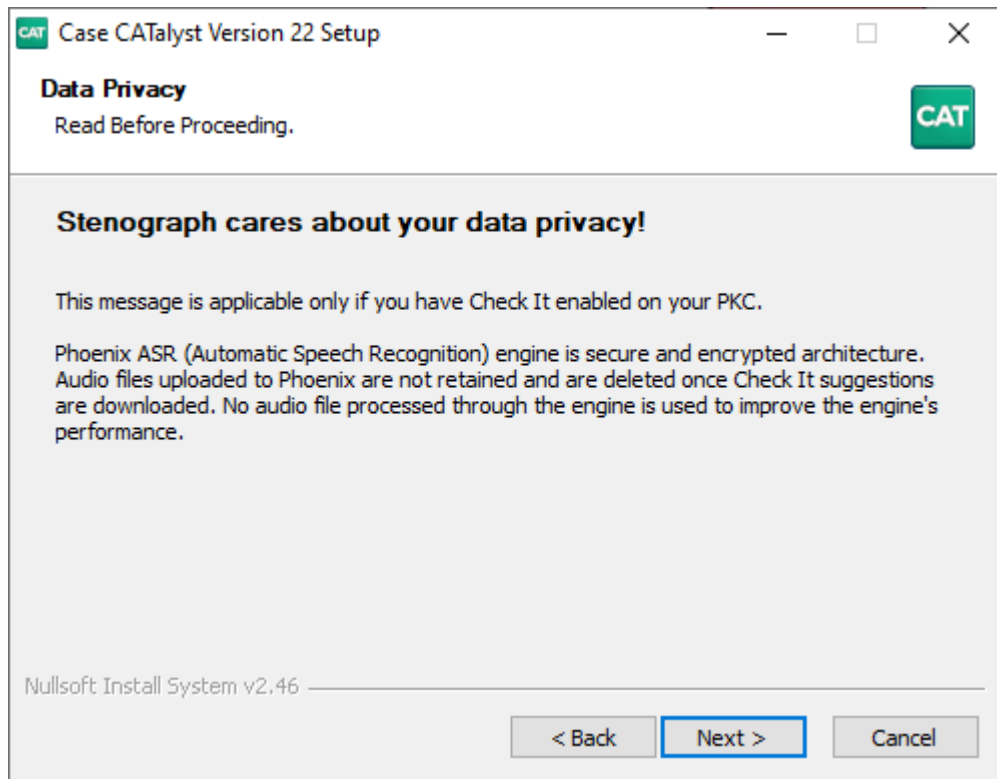 CAT Case CATalyst Version 22 Setup
Data Privacy
Read Before Proceeding.
CAT
Stenograph cares about your data privacy!
This message is applicable only if you have Check It enabled on your PKC.
Phoenix ASR (Automatic Speech Recognition) engine is secure and encrypted architecture.
Audio files uploaded to Phoenix are not retained and are deleted once Check It suggestions
are downloaded. No audio file processed through the engine is used to improve the engine's
performance.
Nullsoft Install System v2.46
< Back Next > Cancel